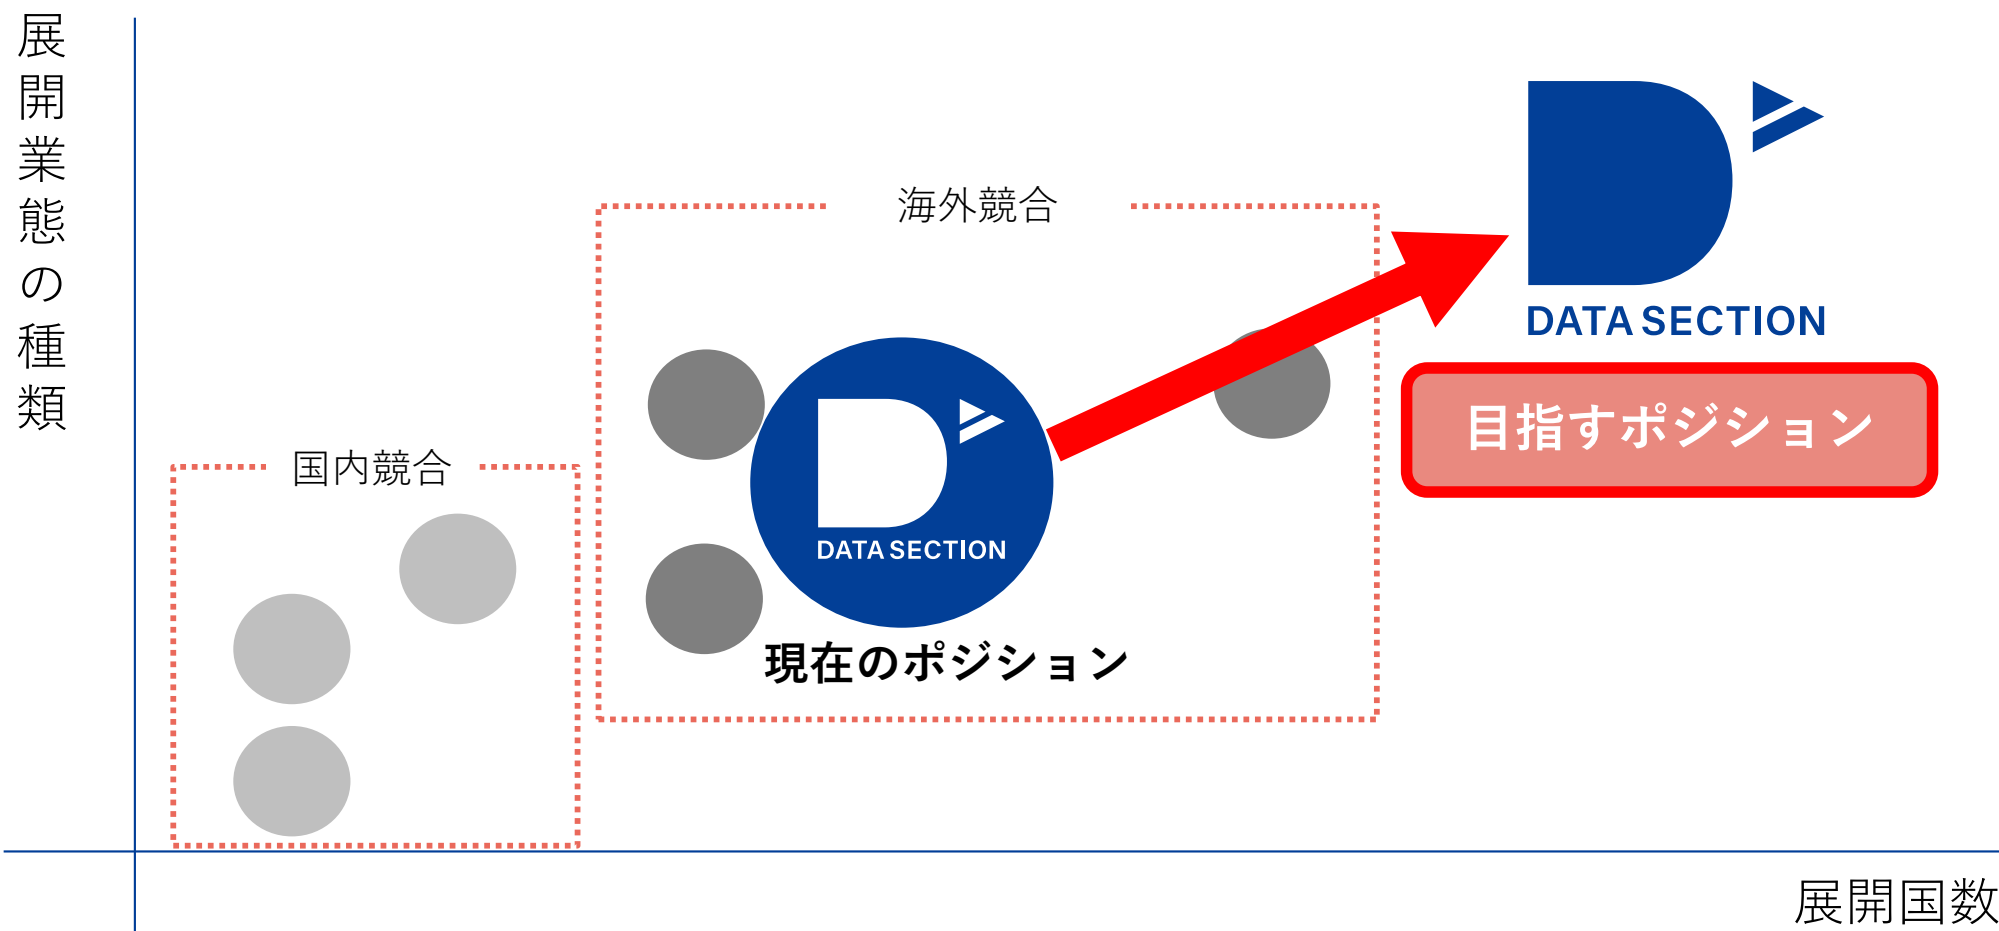 展開業態の種類
海外競合
DATA SECTION
目指すポジション
国内競合
DATA SECTION
現在のポジション
展開国数